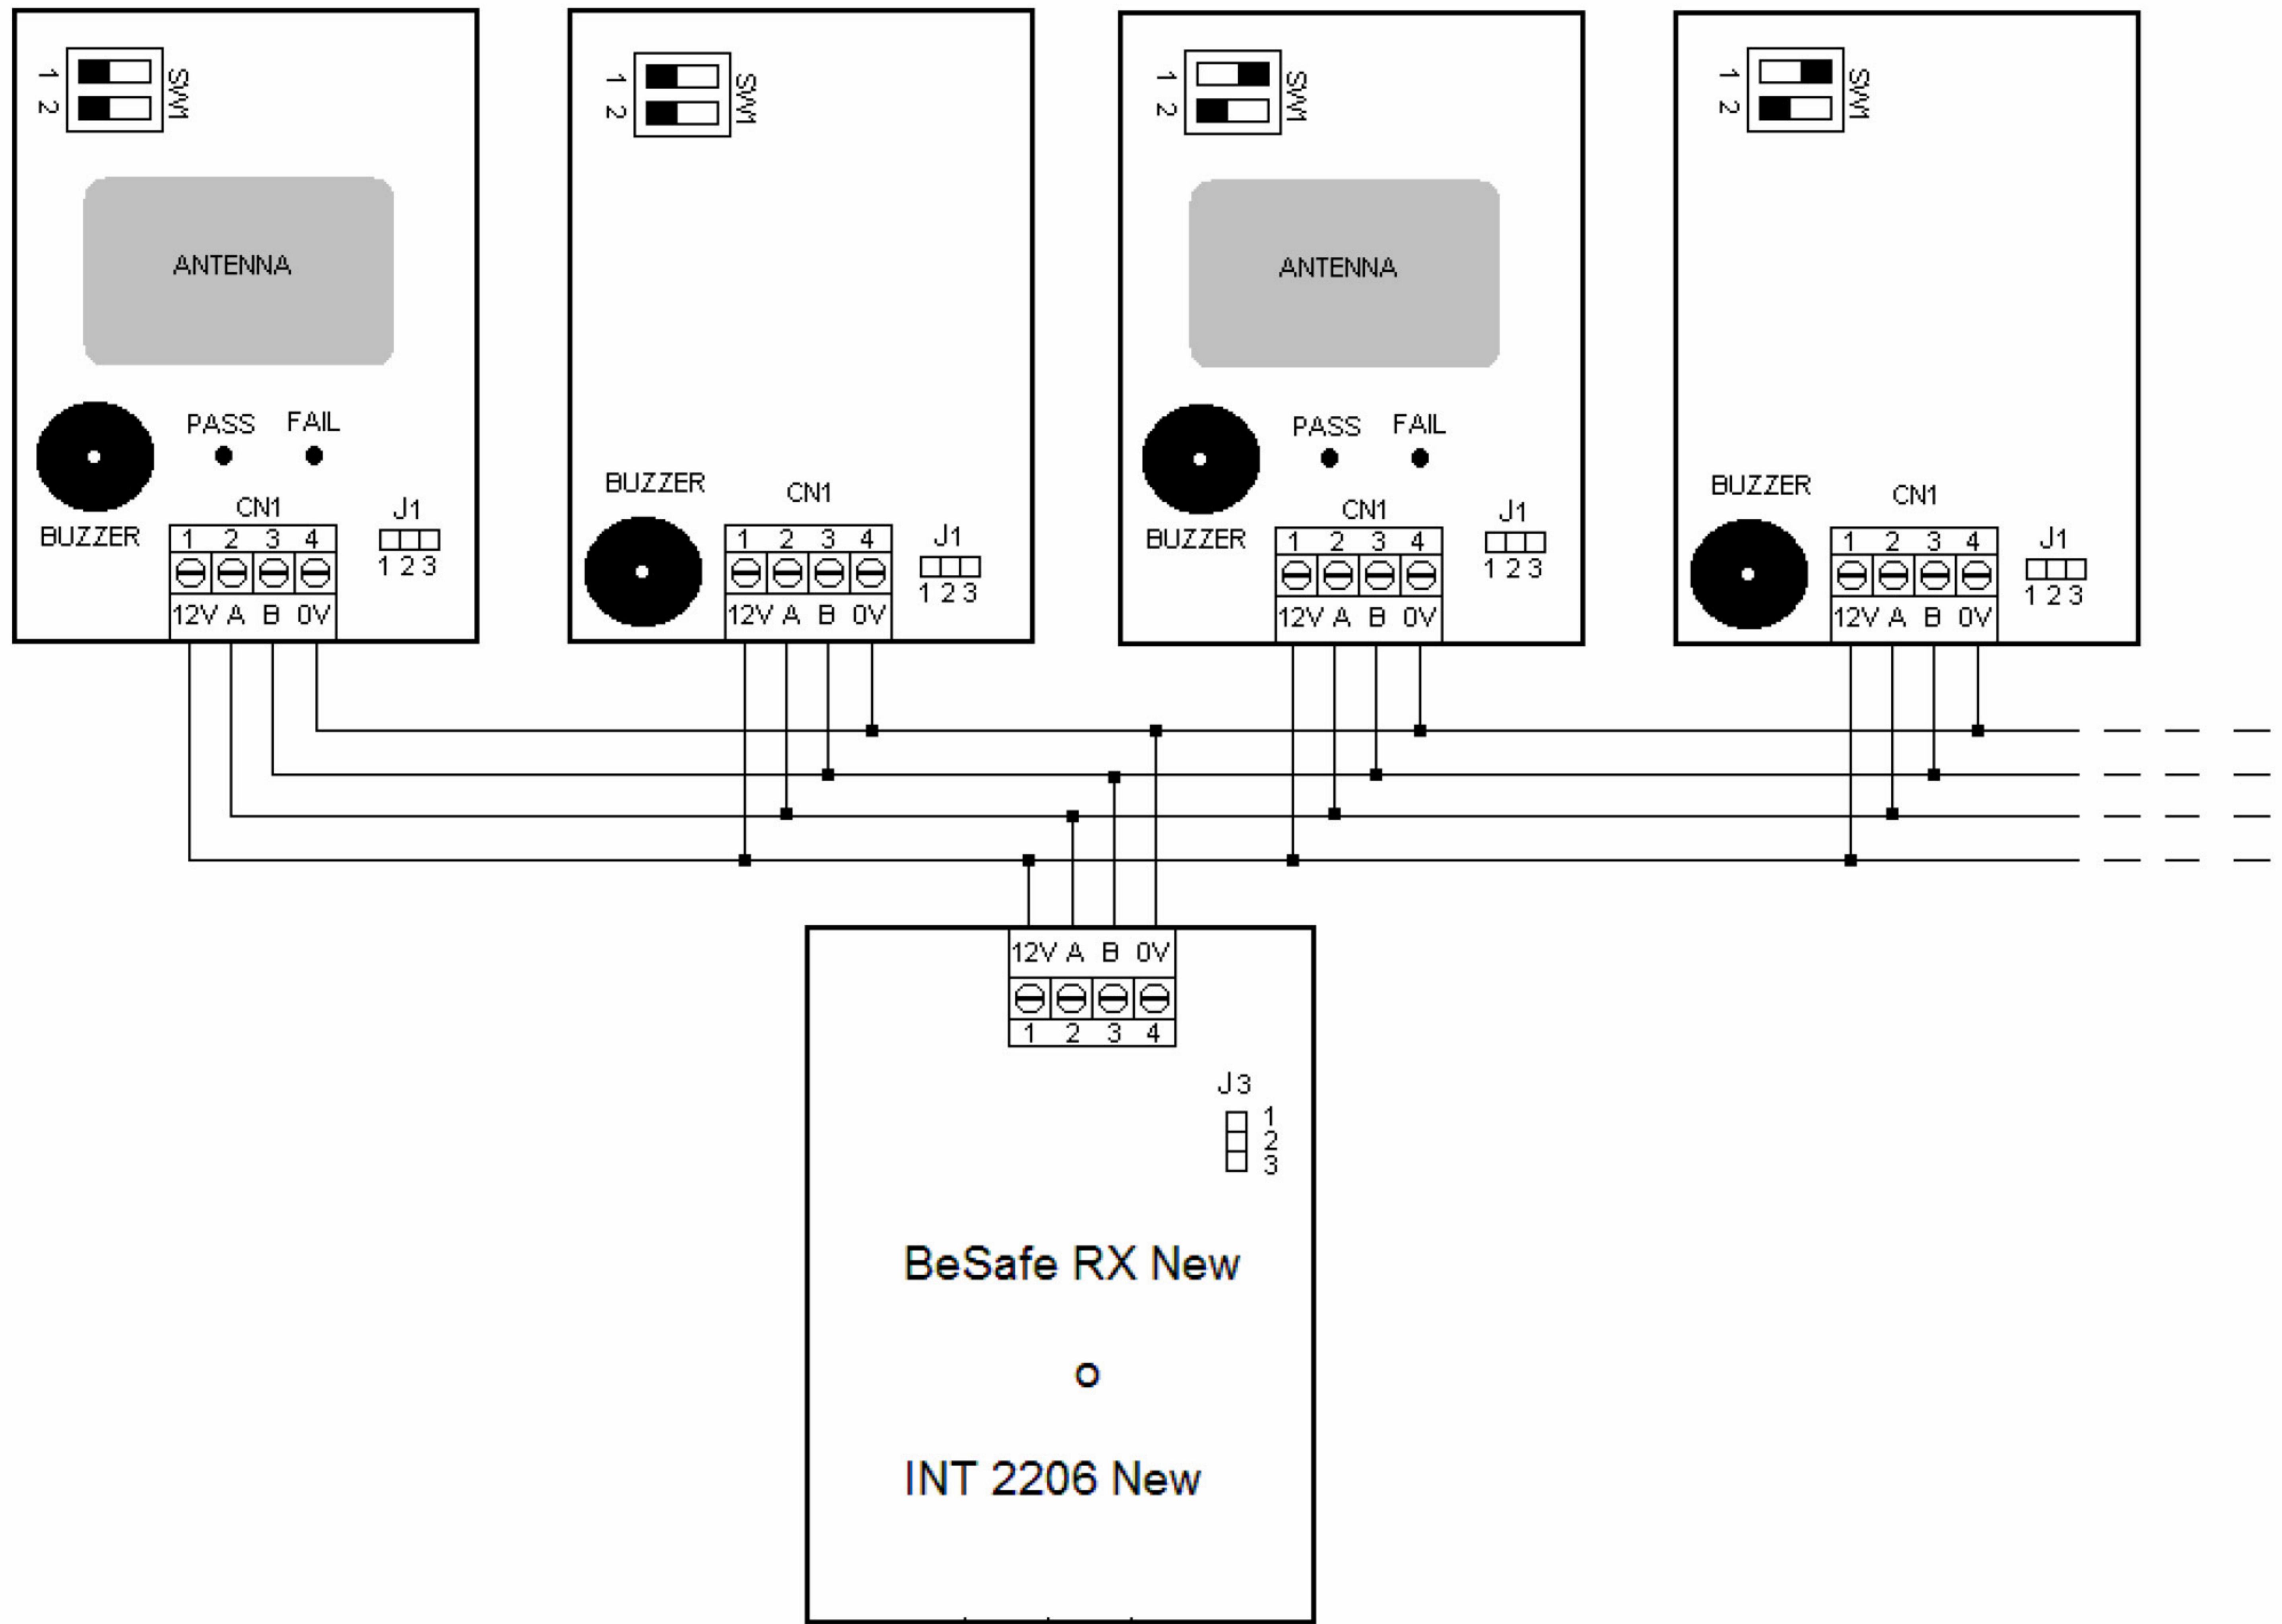 1
2
SW1
ANTENNA
PASS FAIL
BUZZER
CN1
J1
1 2 3 4
1 2 3
12V A B 0V
1
2
SW1
BUZZER
CN1
J1
1 2 3 4
1 2 3
12V A B 0V
1
2
SW1
ANTENNA
PASS FAIL
BUZZER
CN1
J1
1 2 3 4
1 2 3
12V A B 0V
1
2
SW1
BUZZER
CN1
J1
1 2 3 4
1 2 3
12V A B 0V
12V A B 0V
1 2 3 4
J3
1
2
3
BeSafe RX New
o
INT 2206 New